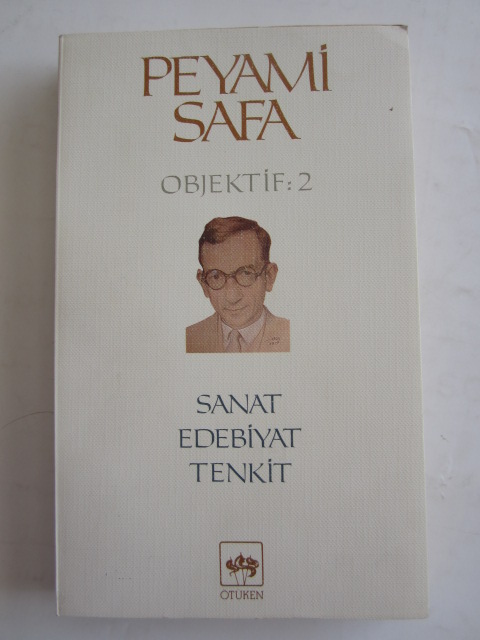 PEYAMİ
SAFA
OBJEKTİF: 2
SANAT
EDEBİYAT
TENKİT
ÖTÜKEN